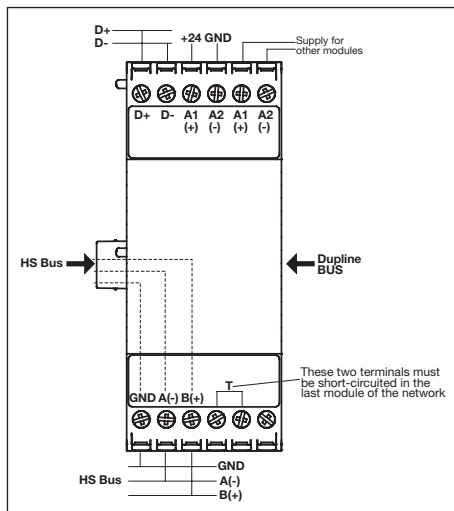 D+
D-
+24 GND
Supply for
other modules
D+ D- A1 A2 A1 A2
(+) (-) (+) (-)
HS Bus
Dupline
BUS
T
These two terminals must
be short-circuited in the
last module of the network
GND A(-) B(+)
GND
HS Bus
A(-)
B(+)